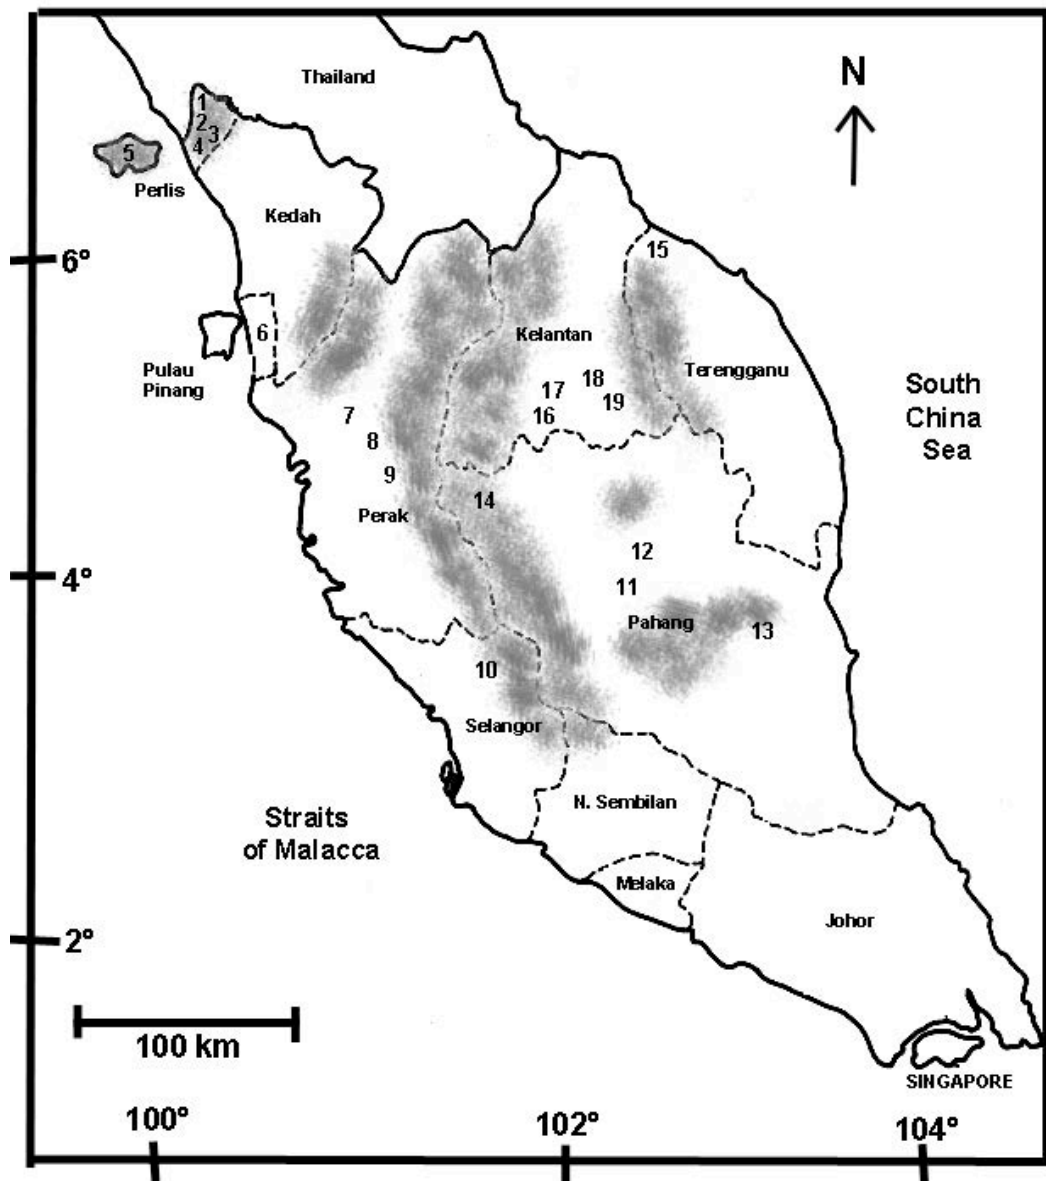 Thailand
N
1
2
3
4
5
Perlis
Kedah
15
6°
6
Kelantan
Pulau
Pinang
Terengganu
South
China
Sea
18
17
19
16
7
8
9
14
Perak
12
4°
11
Pahang
13
10
Selangor
N. Sembilan
Straits
of Malacca
Melaka
Johor
2°
100 km
SINGAPORE
100°
102°
104°